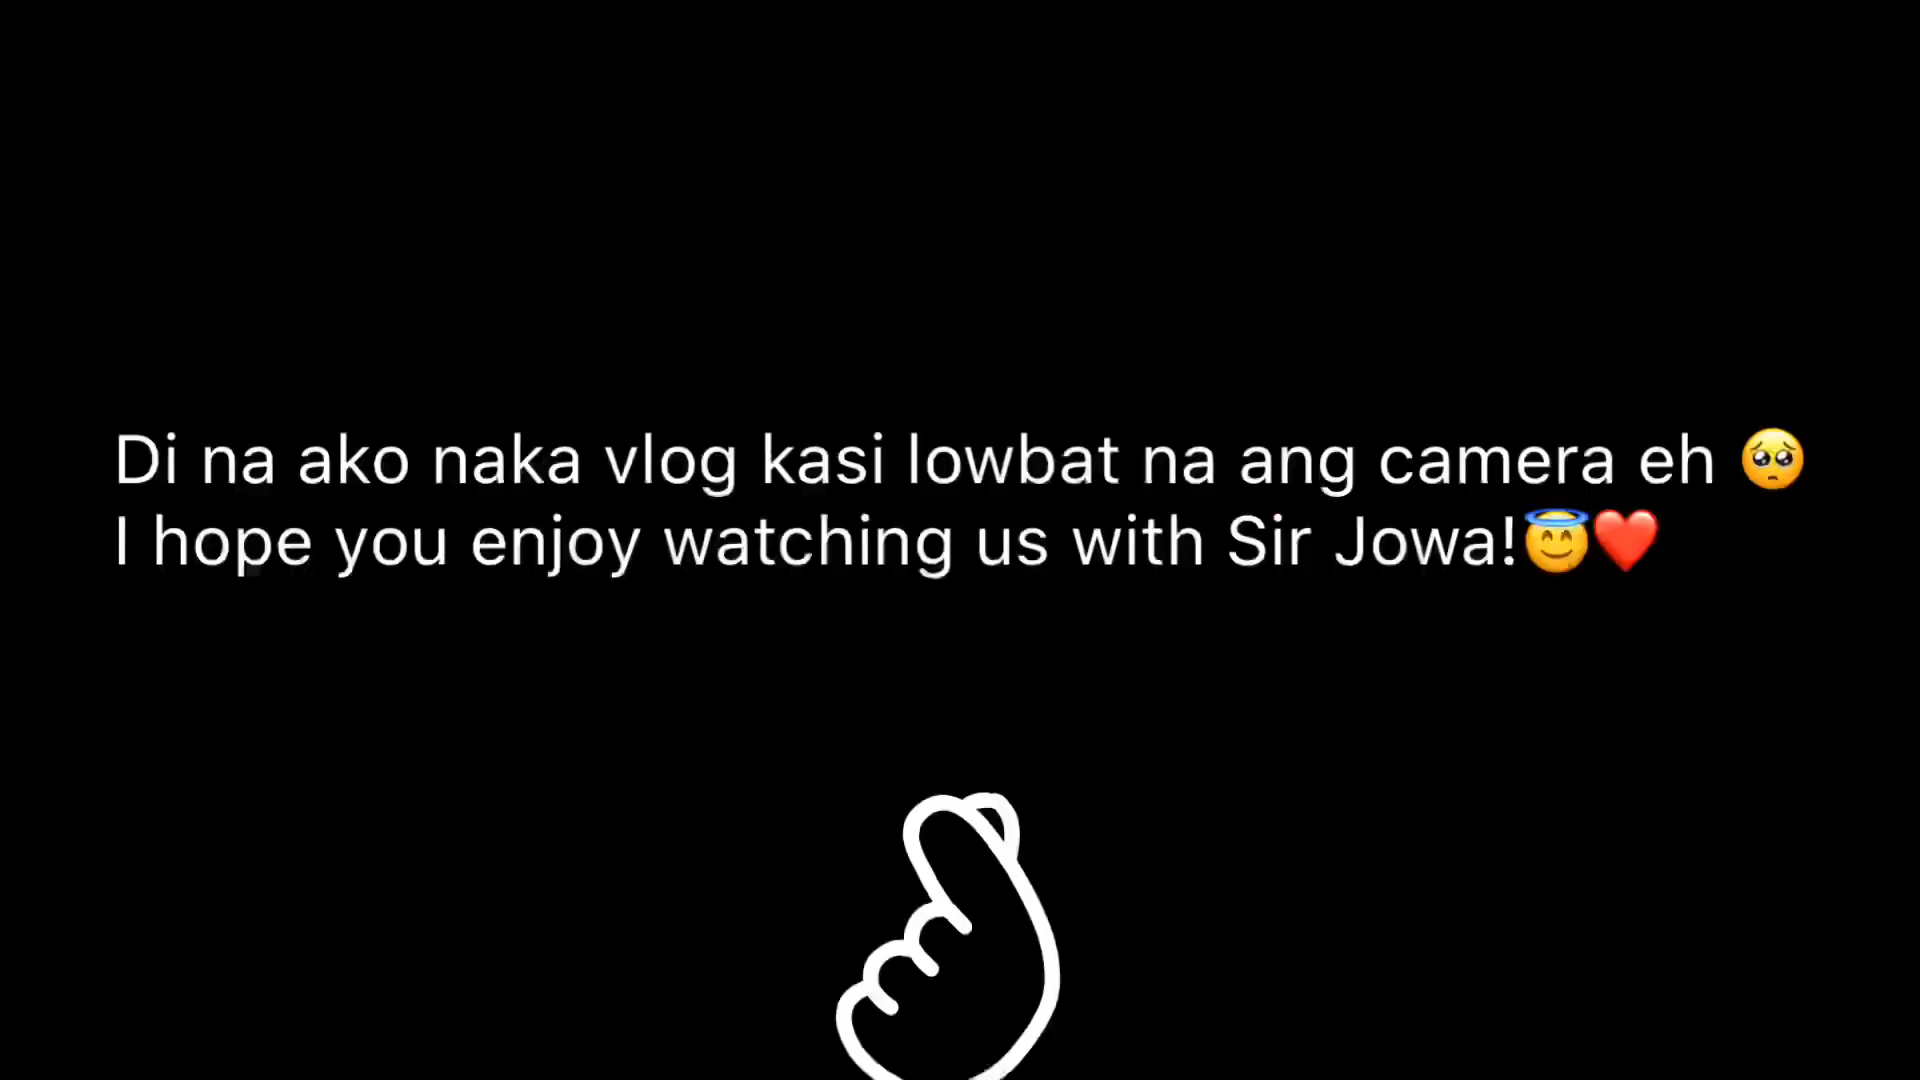 Di na ako naka vlog kasi lowbat na ang camera eh 🥺
I hope you enjoy watching us with Sir Jowa!😇❤️